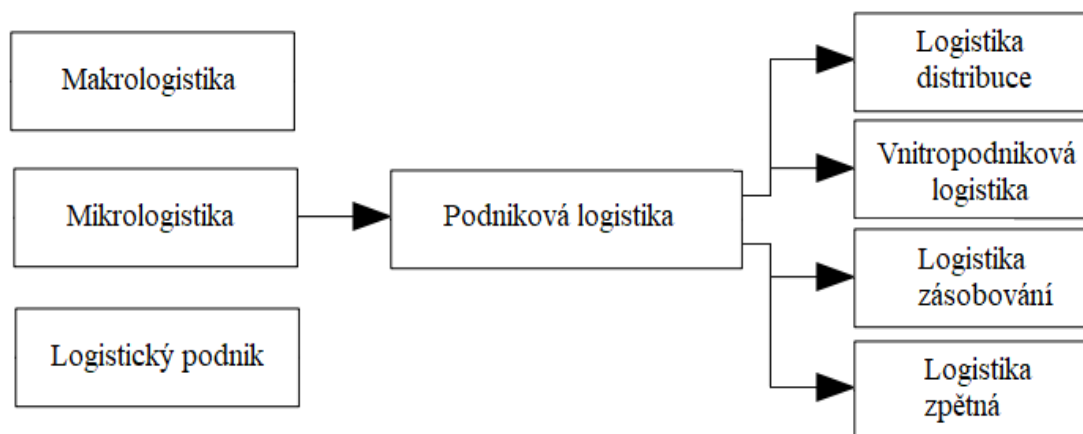 Makrologistika
Mikrologistika
Logistický podnik
Podniková logistika
Logistika
distribuce
Vnitropodniková
logistika
Logistika
zásobování
Logistika
zpětná